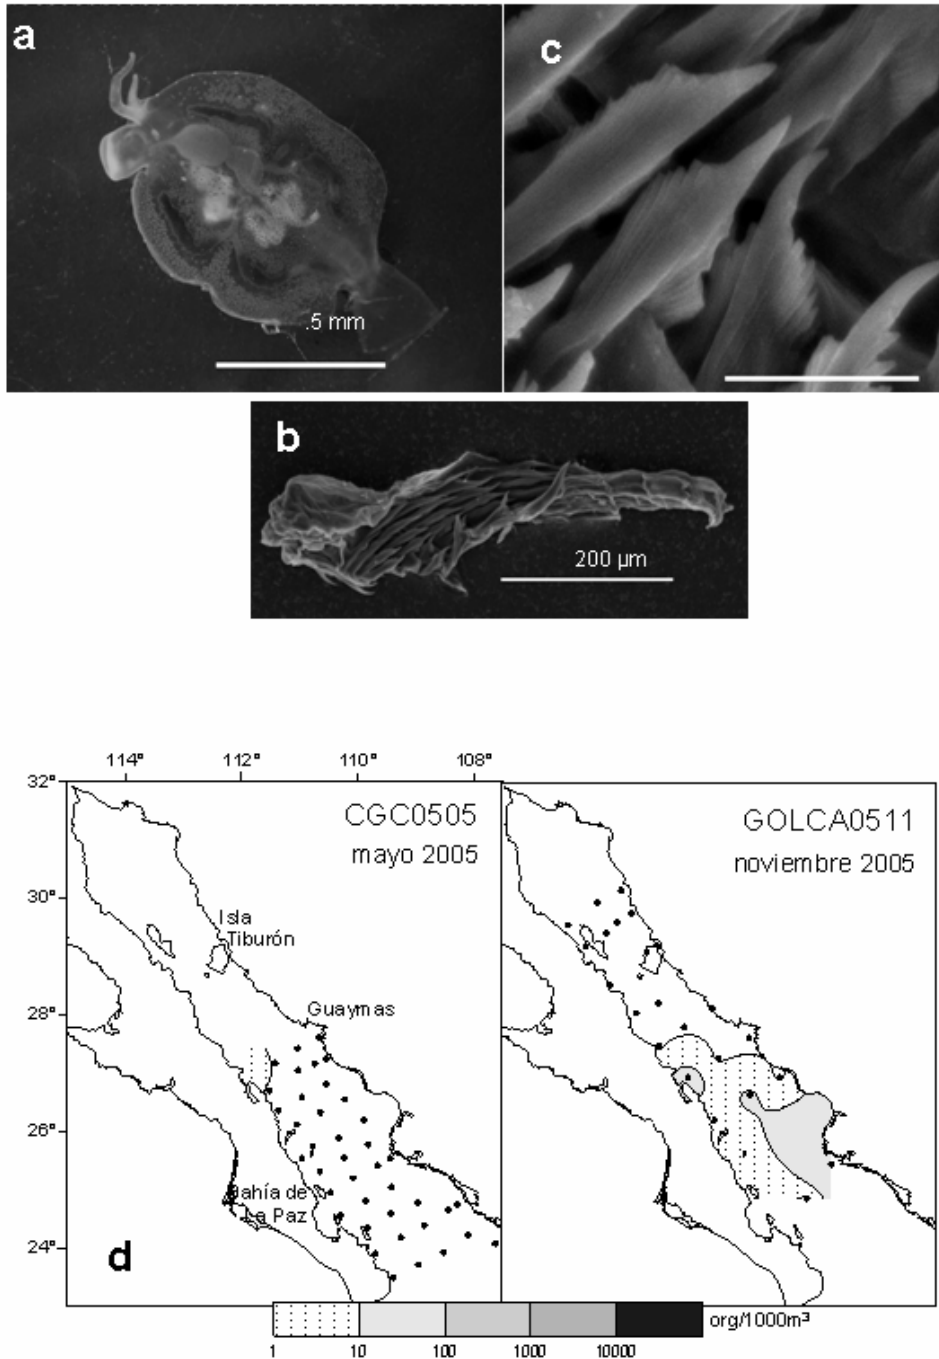 a
c
.5 mm
b
200 µm
114° 112° 110° 108°
32°
30°
28°
26°
24°
CGC0505
mayo 2005
Isla
Tiburón
Guaymas
Bahía de
La Paz
d
GOLCA0511
noviembre 2005
org/1000m³
1 10 100 1000 10000